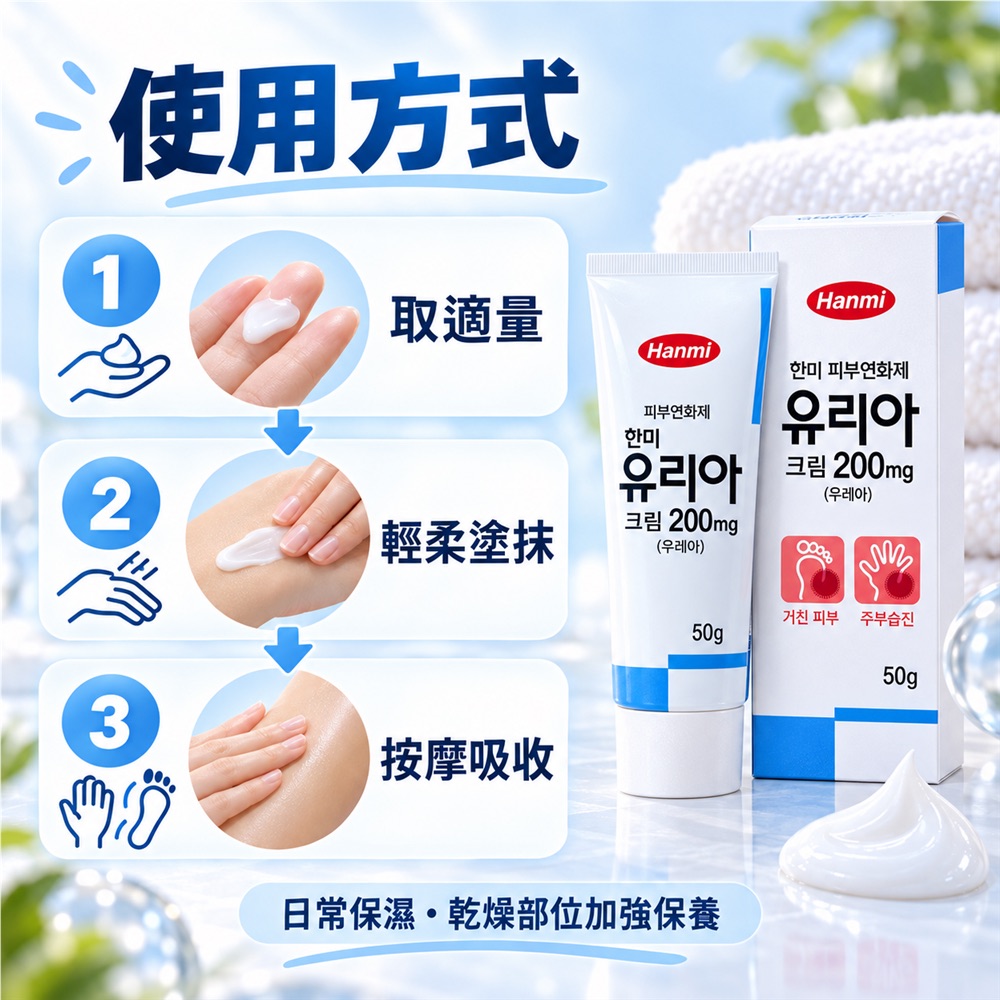 使用方式
1
取適量
2
輕柔塗抹
3
按摩吸收
日常保濕・乾燥部位加強保養
Hanmi
피부연화제
한미
유리아
크림 200mg
(우레아)
50g
Hanmi
한미 피부연화제
유리아
크림 200mg
(우레아)
거친 피부
주부습진
50g